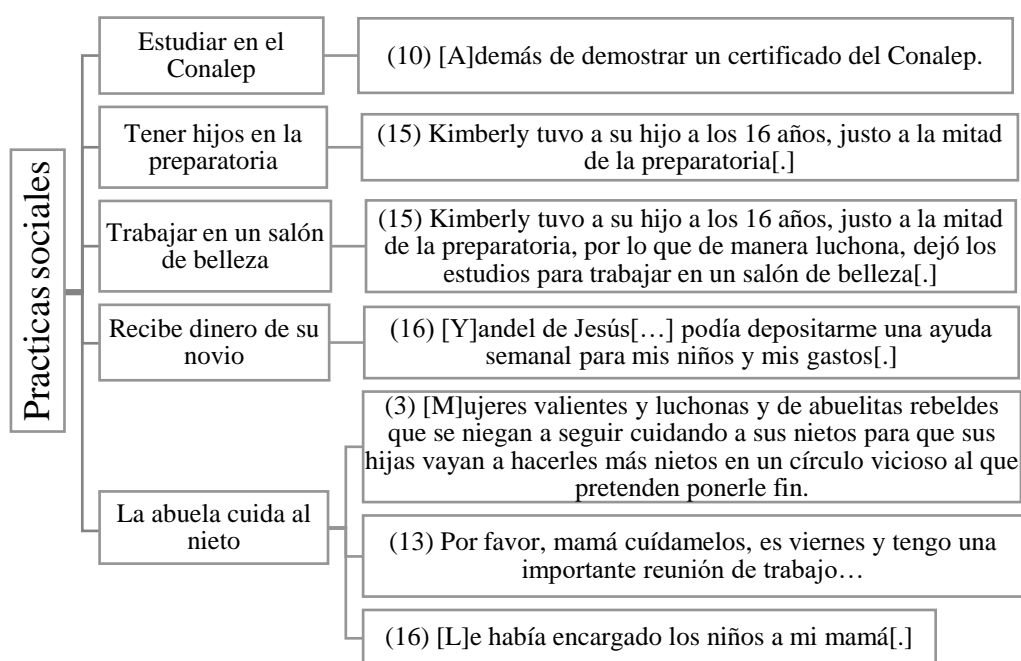 Practicas sociales
Estudiar en el
Conalep
(10) [A]demás de demostrar un certificado del Conalep.
Tener hijos en la
preparatoria
(15) Kimberly tuvo a su hijo a los 16 años, justo a la mitad
de la preparatoria[.]
Trabajar en un salón
de belleza
(15) Kimberly tuvo a su hijo a los 16 años, justo a la mitad
de la preparatoria, por lo que de manera luchona, dejó los
estudios para trabajar en un salón de belleza[.]
Recibe dinero de su
novio
(16) [Y]andel de Jesús[…] podía depositarme una ayuda
semanal para mis niños y mis gastos[.]
La abuela cuida al
nieto
(3) [M]ujeres valientes y luchonas y de abuelitas rebeldes
que se niegan a seguir cuidando a sus nietos para que sus
hijas vayan a hacerles más nietos en un círculo vicioso al que
pretenden ponerle fin.
(13) Por favor, mamá cuídamelos, es viernes y tengo una
importante reunión de trabajo…
(16) [L]e había encargado los niños a mi mamá[.]